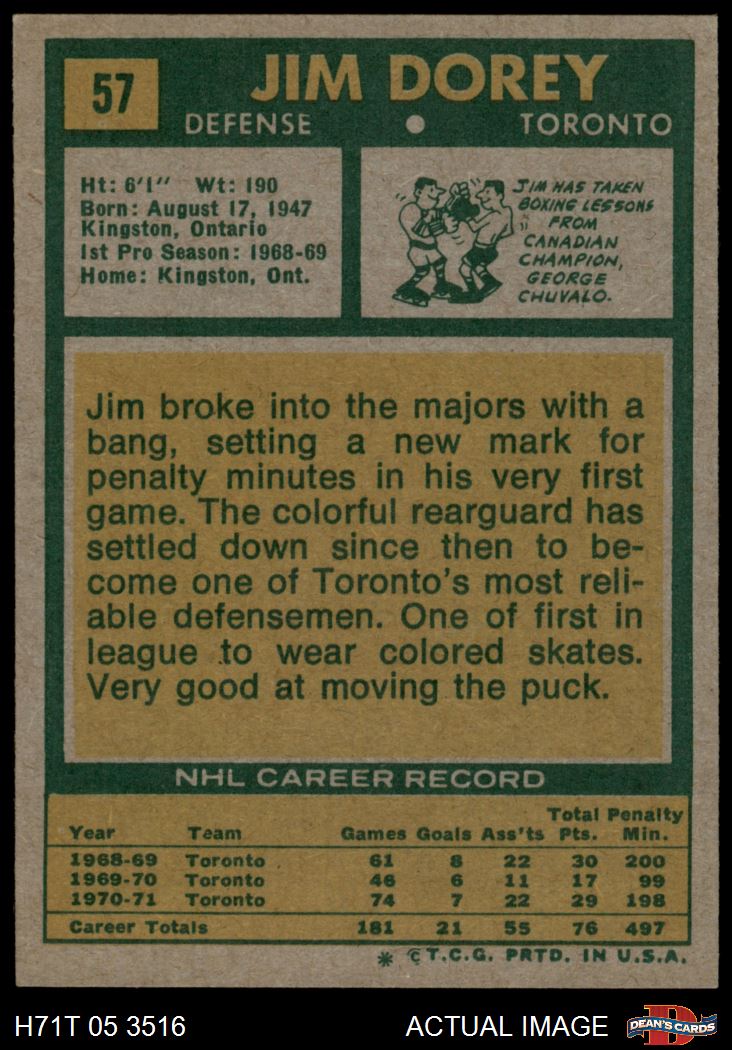 57
JIM DOREY
DEFENSE • TORONTO
Ht: 6'1" Wt: 190
Born: August 17, 1947
Kingston, Ontario
1st Pro Season: 1968-69
Home: Kingston, Ont.
JIM HAS TAKEN
BOXING LESSONS
FROM
CANADIAN
CHAMPION,
GEORGE
CHUVALO.
Jim broke into the majors with a
bang, setting a new mark for
penalty minutes in his very first
game. The colorful rearguard has
settled down since then to be-
come one of Toronto's most reli-
able defensemen. One of first in
league to wear colored skates.
Very good at moving the puck.
NHL CAREER RECORD
Total Penalty
Year Team Games Goals Ass'ts Pts. Min.
1968-69 Toronto 61 8 22 30 200
1969-70 Toronto 46 6 11 17 99
1970-71 Toronto 74 7 22 29 198
Career Totals 181 21 55 76 497
* © T.C.G. PRTD. IN U.S.A.
H71T 05 3516 ACTUAL IMAGE
D
DEAN'S CARDS